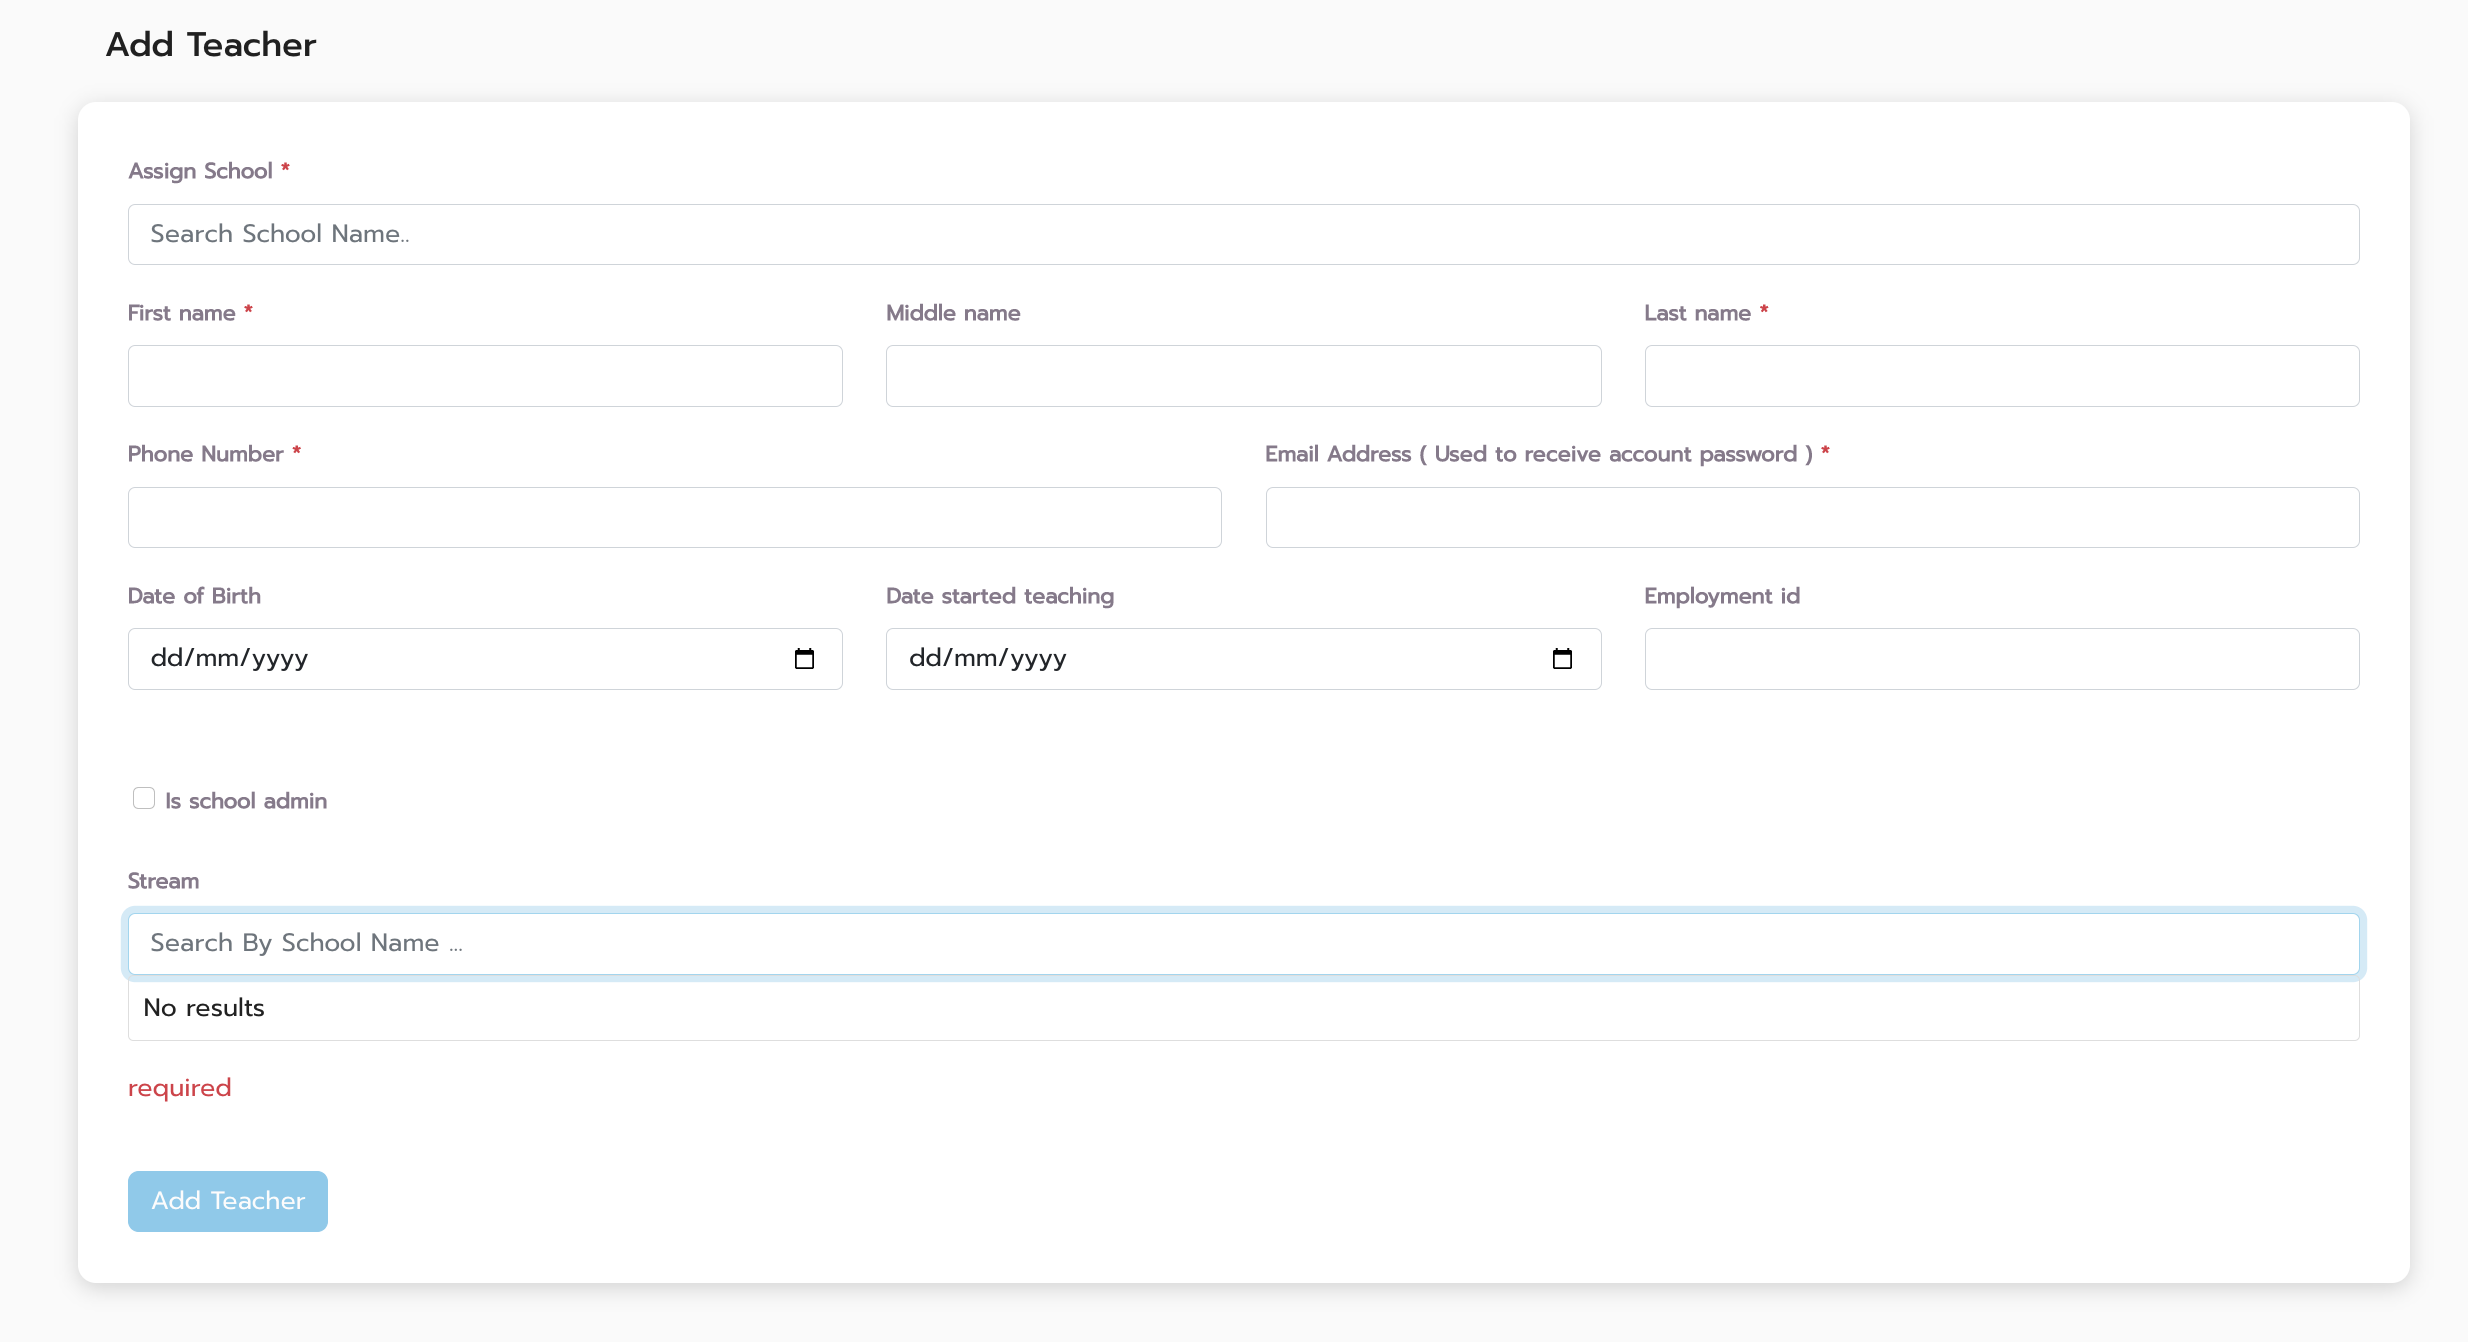 Add Teacher
Assign School *
Search School Name..
First name *
Middle name
Last name *
Phone Number *
Email Address ( Used to receive account password ) *
Date of Birth
Date started teaching
Employment id
dd/mm/yyyy
dd/mm/yyyy
Is school admin
Stream
Search By School Name ...
No results
required
Add Teacher